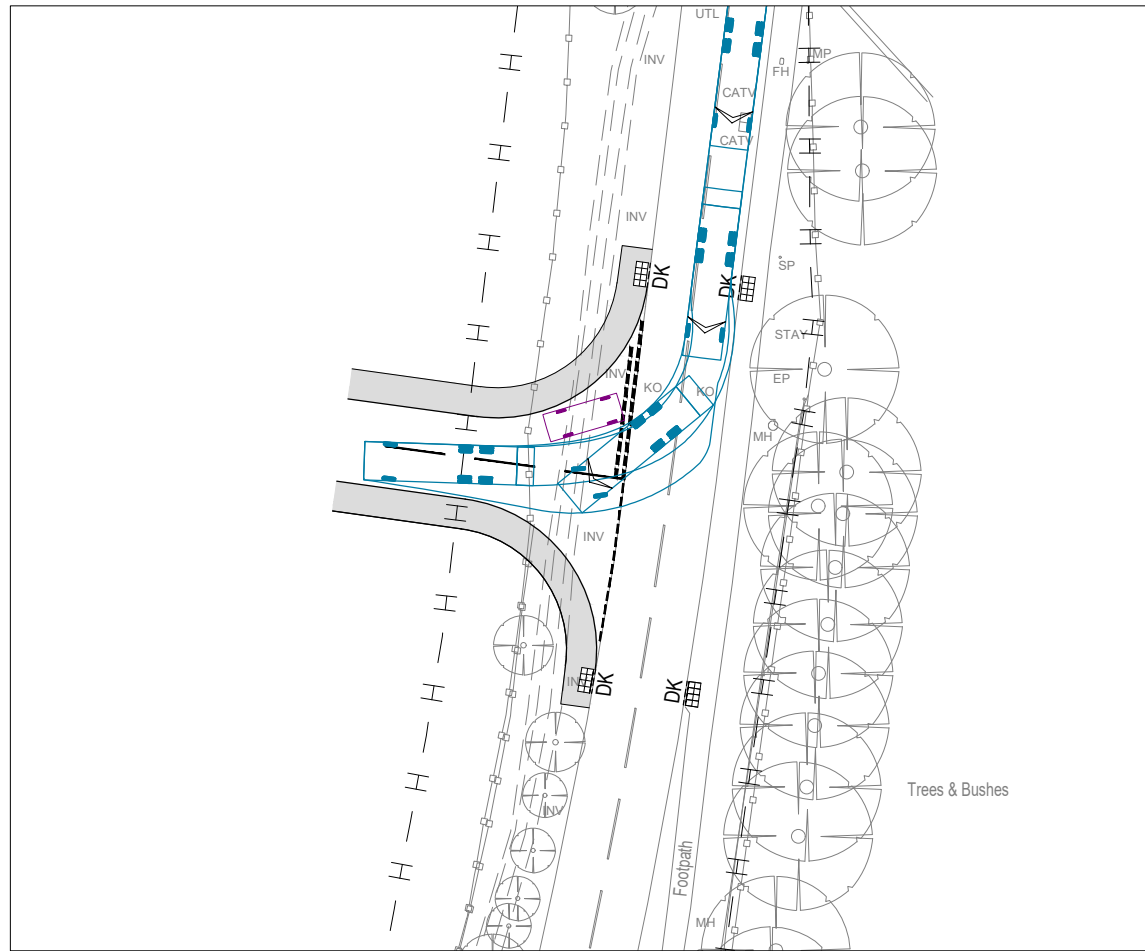 UTL
MP
INV
FH
CATV
CATV
INV
SP
DK
DK
STAY
INV
EP
KO
KO
MH
INV
DK
DK
Trees & Bushes
INV
Footpath
MH